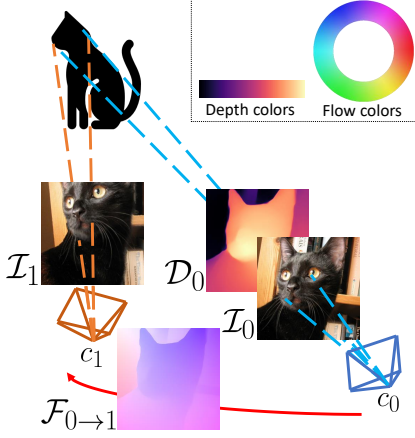 Depth colors
Flow colors
ℐ₁
𝒟₀
ℐ₀
c₁
c₀
ℱ₀→₁